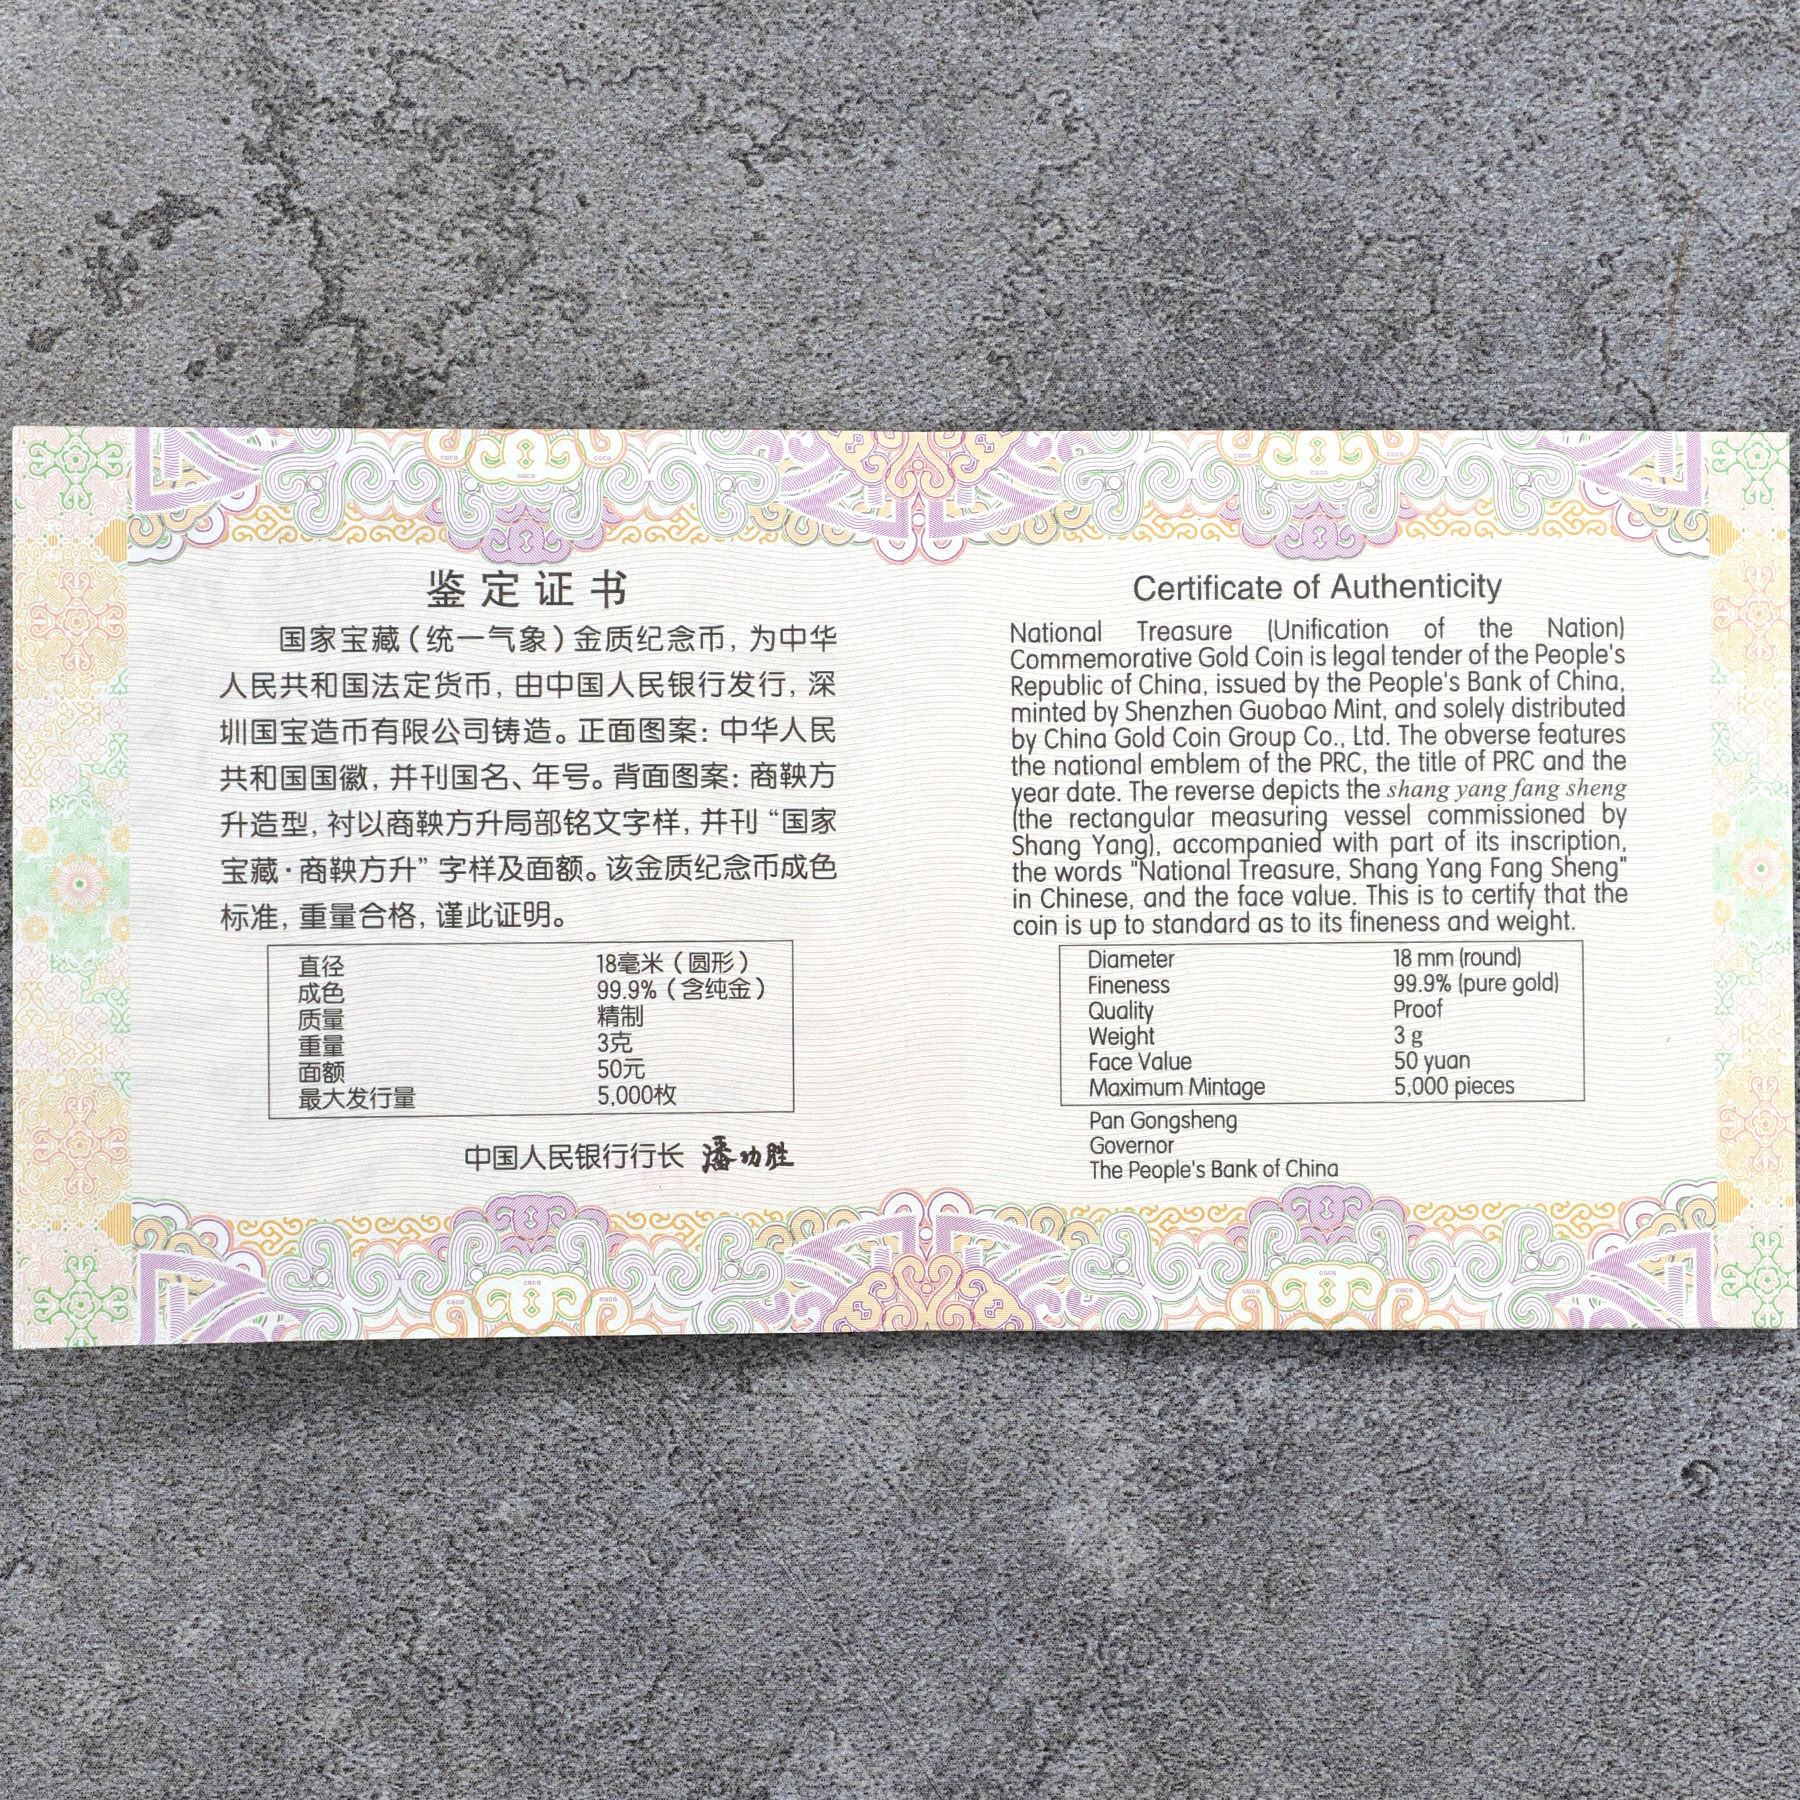 鉴定证书
国家宝藏（统一气象）金质纪念币，为中华
人民共和国法定货币，由中国人民银行发行，深
圳国宝造币有限公司铸造。正面图案：中华人民
共和国国徽，并刊国名、年号。背面图案：商鞅方
升造型，衬以商鞅方升局部铭文字样，并刊“国家
宝藏·商鞅方升”字样及面额。该金质纪念币成色
标准，重量合格，谨此证明。
直径 18毫米（圆形）
成色 99.9%（含纯金）
质量 精制
重量 3克
面额 50元
最大发行量 5,000枚
中国人民银行行长 潘功胜
Certificate of Authenticity
National Treasure (Unification of the Nation)
Commemorative Gold Coin is legal tender of the People's
Republic of China, issued by the People's Bank of China,
minted by Shenzhen Guobao Mint, and solely distributed
by China Gold Coin Group Co., Ltd. The obverse features
the national emblem of the PRC, the title of PRC and the
year date. The reverse depicts the shang yang fang sheng
(the rectangular measuring vessel commissioned by
Shang Yang), accompanied with part of its inscription,
the words "National Treasure, Shang Yang Fang Sheng"
in Chinese, and the face value. This is to certify that the
coin is up to standard as to its fineness and weight.
Diameter 18 mm (round)
Fineness 99.9% (pure gold)
Quality Proof
Weight 3 g
Face Value 50 yuan
Maximum Mintage 5,000 pieces
Pan Gongsheng
Governor
The People's Bank of China